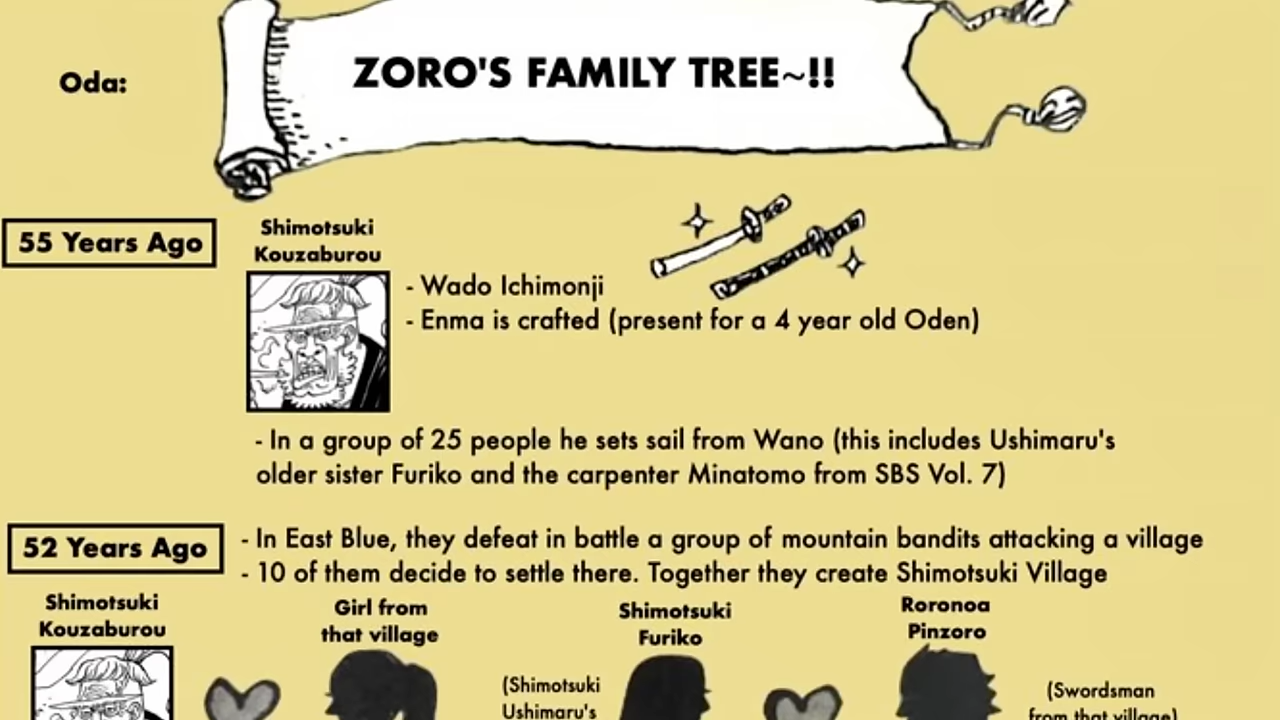 Oda:
ZORO'S FAMILY TREE~!!
55 Years Ago
Shimotsuki
Kouzaburou
- Wado Ichimonji
- Enma is crafted (present for a 4 year old Oden)
- In a group of 25 people he sets sail from Wano (this includes Ushimaru's
older sister Furiko and the carpenter Minatomo from SBS Vol. 7)
52 Years Ago
- In East Blue, they defeat in battle a group of mountain bandits attacking a village
- 10 of them decide to settle there. Together they create Shimotsuki Village
Shimotsuki
Kouzaburou
Girl from
that village
(Shimotsuki
Ushimaru's
Shimotsuki
Furiko
Roronoa
Pinzoro
(Swordsman
from that village)